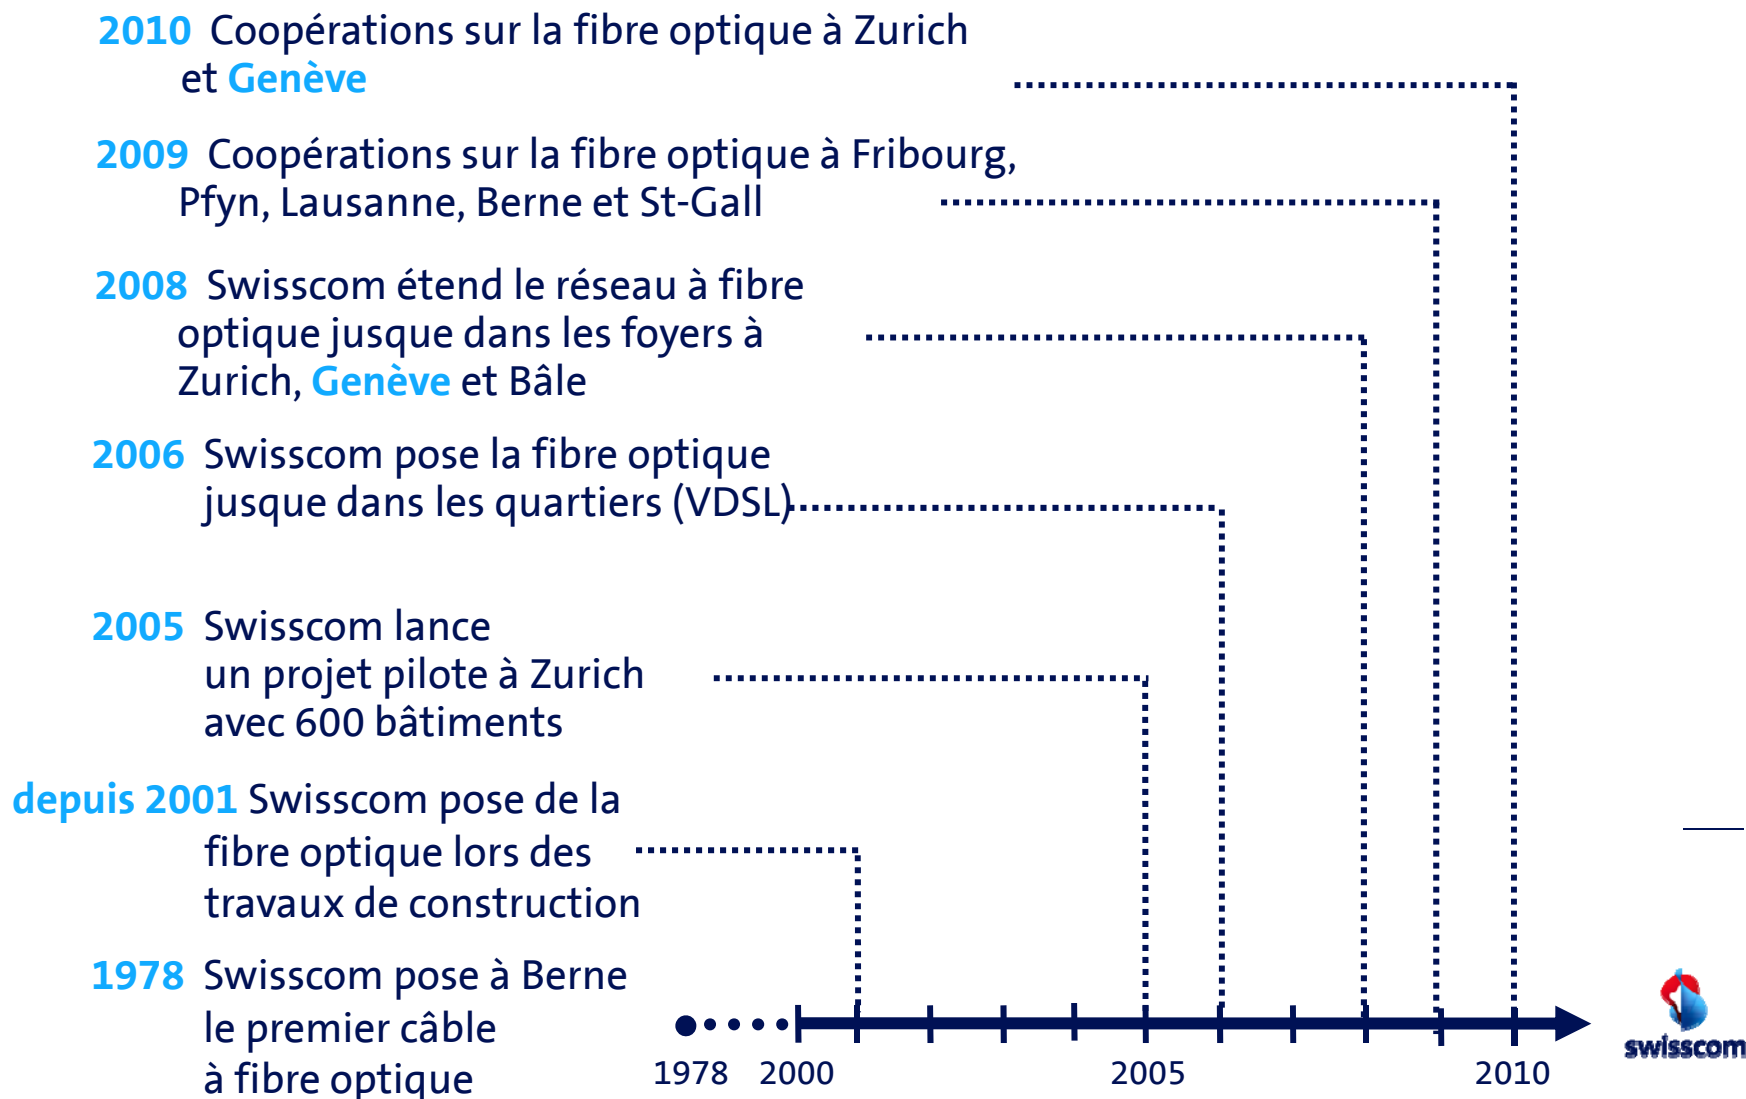 2010 Coopérations sur la fibre optique à Zurich
et Genève
2009 Coopérations sur la fibre optique à Fribourg,
Pfyn, Lausanne, Berne et St-Gall
2008 Swisscom étend le réseau à fibre
optique jusque dans les foyers à
Zurich, Genève et Bâle
2006 Swisscom pose la fibre optique
jusque dans les quartiers (VDSL)
2005 Swisscom lance
un projet pilote à Zurich
avec 600 bâtiments
depuis 2001 Swisscom pose de la
fibre optique lors des
travaux de construction
1978 Swisscom pose à Berne
le premier câble
à fibre optique
1978 2000 2005 2010
swisscom